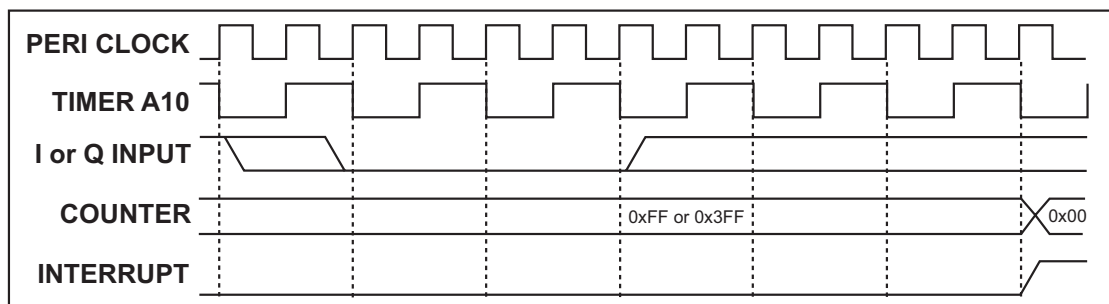 PERI CLOCK
TIMER A10
I or Q INPUT
COUNTER
0xFF or 0x3FF
0x00
INTERRUPT